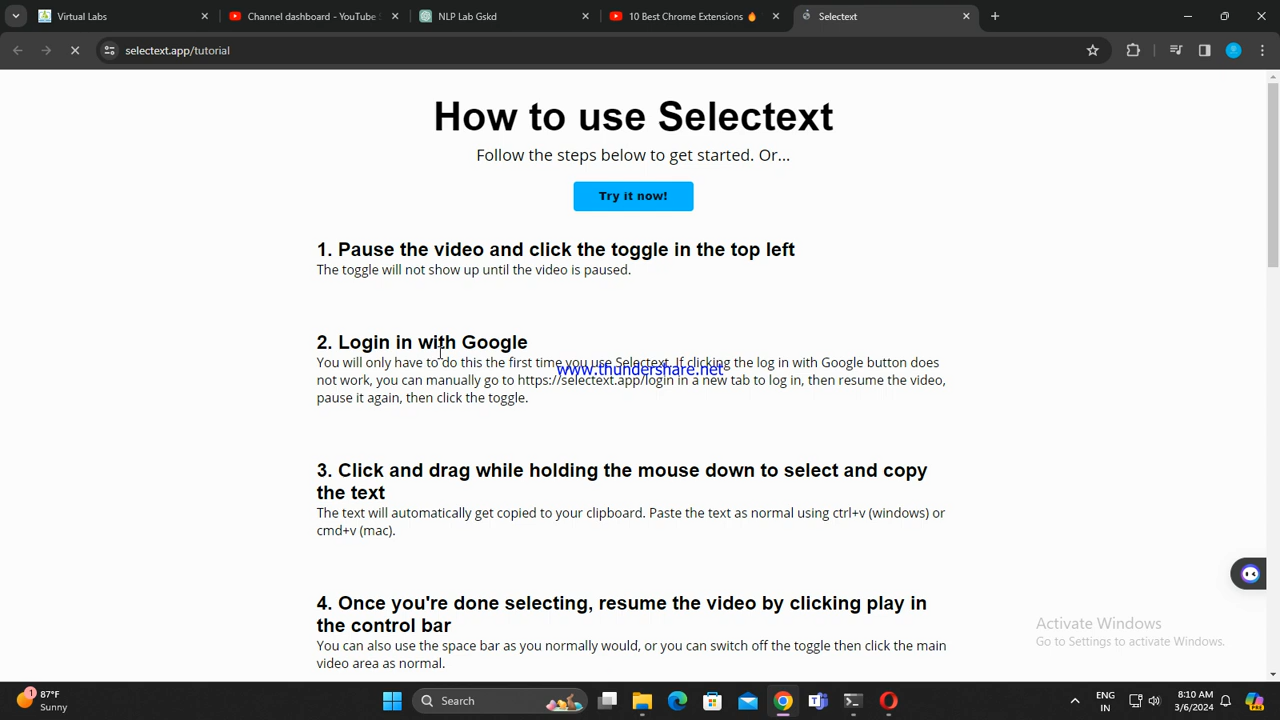 Virtual Labs
Channel dashboard - YouTube S
NLP Lab Gskd
10 Best Chrome Extensions 🔥
Selectext
selectext.app/tutorial
How to use Selectext
Follow the steps below to get started. Or...
Try it now!
1. Pause the video and click the toggle in the top left
The toggle will not show up until the video is paused.
2. Login in with Google
You will only have to do this the first time you use Selectext. If clicking the log in with Google button does
www.thundershare.net
not work, you can manually go to https://selectext.app/login in a new tab to log in, then resume the video,
pause it again, then click the toggle.
3. Click and drag while holding the mouse down to select and copy
the text
The text will automatically get copied to your clipboard. Paste the text as normal using ctrl+v (windows) or
cmd+v (mac).
4. Once you're done selecting, resume the video by clicking play in
the control bar
You can also use the space bar as you normally would, or you can switch off the toggle then click the main
video area as normal.
Activate Windows
Go to Settings to activate Windows.
1
87°F
Sunny
Search
ENG
IN
8:10 AM
3/6/2024